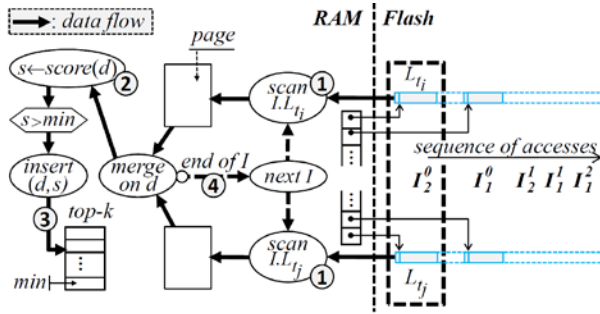 : data flow
page
RAM
Flash
s←score(d)
2
scan
I.L_{t_i}
1
L_{t_i}
s>min
sequence of accesses
insert
(d,s)
merge
on d
end of I
4
next I
I_2^0 I_1^0 I_2^1 I_1^1 I_1^2
3
top-k
min
scan
I.L_{t_j}
1
L_{t_j}